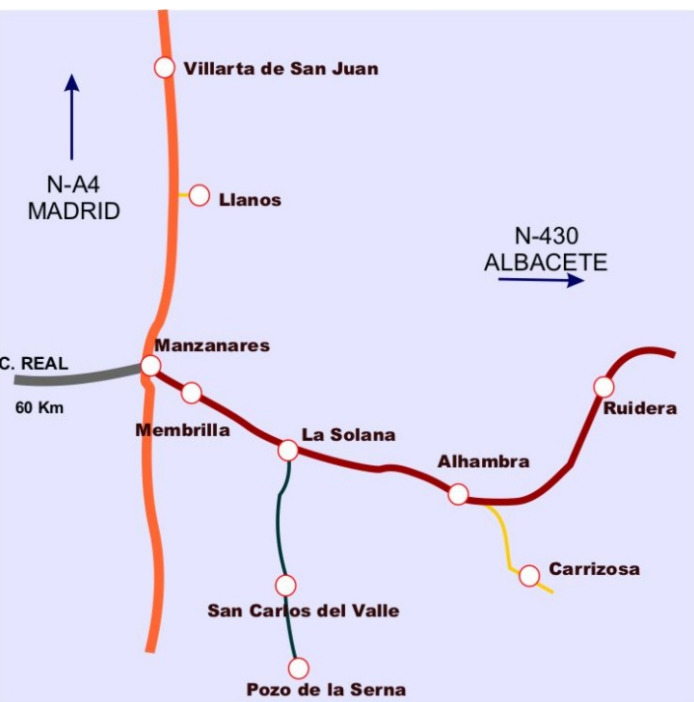 Villarta de San Juan
N-A4
MADRID
Llanos
N-430
ALBACETE
Manzanares
C. REAL
60 Km
Membrilla
Ruidera
La Solana
Alhambra
Carrizosa
San Carlos del Valle
Pozo de la Serna